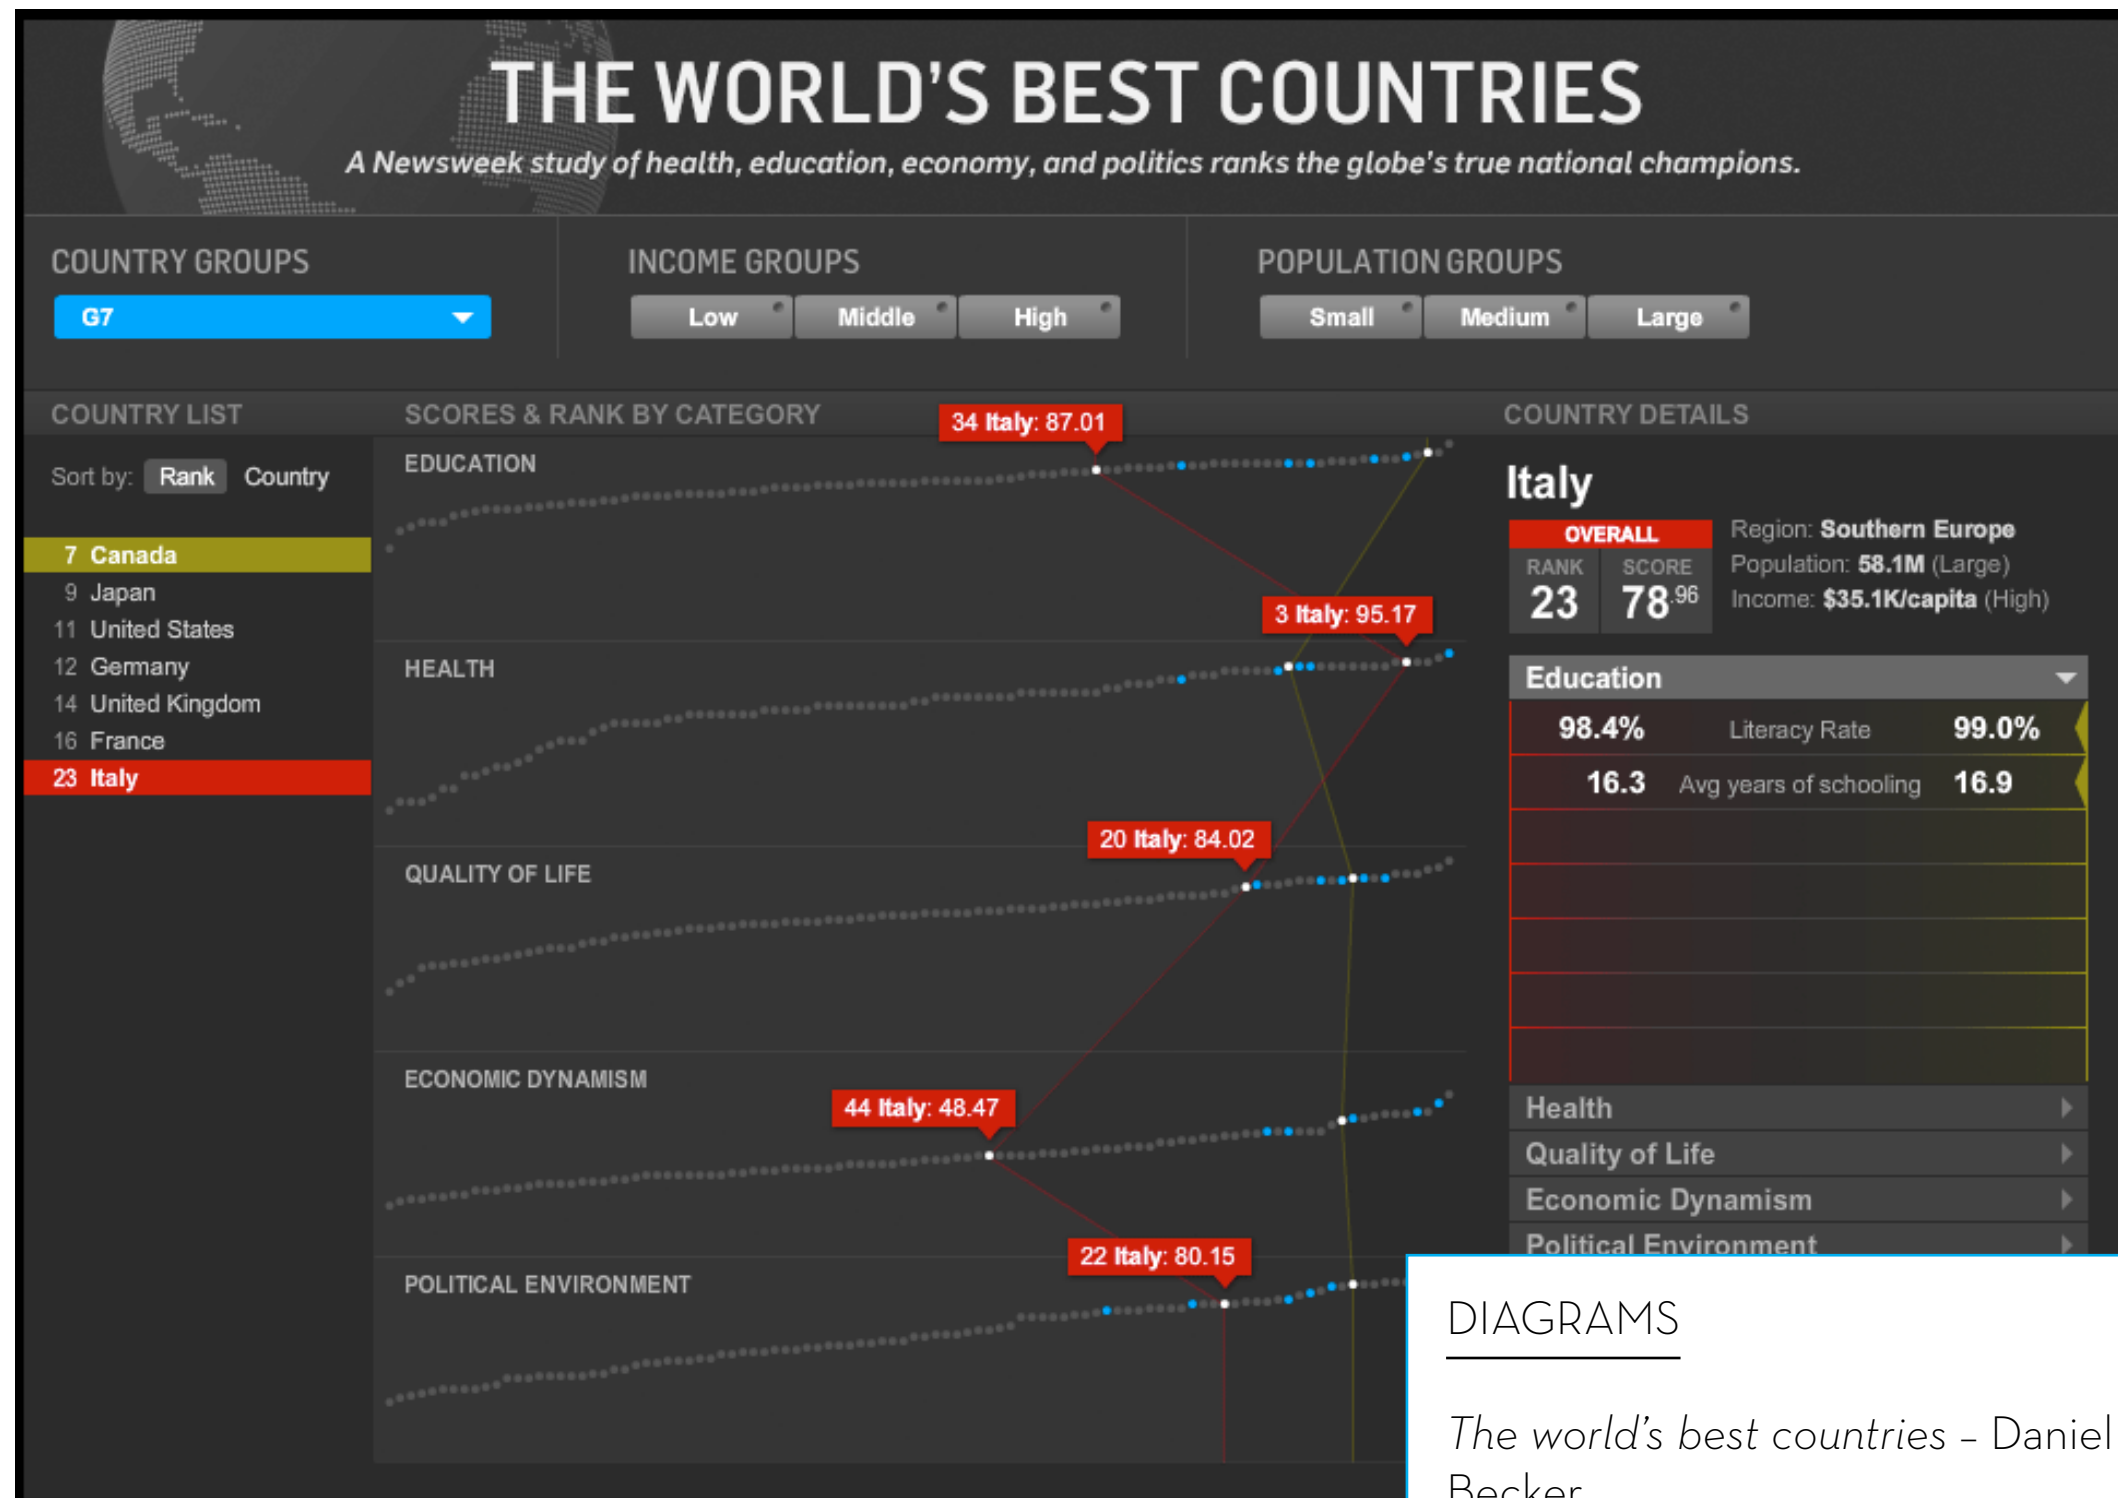 THE WORLD'S BEST COUNTRIES
A Newsweek study of health, education, economy, and politics ranks the globe's true national champions.
COUNTRY GROUPS
G7
INCOME GROUPS
Low Middle High
POPULATION GROUPS
Small Medium Large
COUNTRY LIST
Sort by: Rank Country
7 Canada
9 Japan
11 United States
12 Germany
14 United Kingdom
16 France
23 Italy
SCORES & RANK BY CATEGORY
34 Italy: 87.01
EDUCATION
3 Italy: 95.17
HEALTH
20 Italy: 84.02
QUALITY OF LIFE
ECONOMIC DYNAMISM
44 Italy: 48.47
22 Italy: 80.15
POLITICAL ENVIRONMENT
COUNTRY DETAILS
Italy
OVERALL
RANK SCORE
23 78.96
Region: Southern Europe
Population: 58.1M (Large)
Income: $35.1K/capita (High)
Education
98.4% Literacy Rate 99.0%
16.3 Avg years of schooling 16.9
Health
Quality of Life
Economic Dynamism
Political Environment
DIAGRAMS
The world's best countries – Daniel
Becker